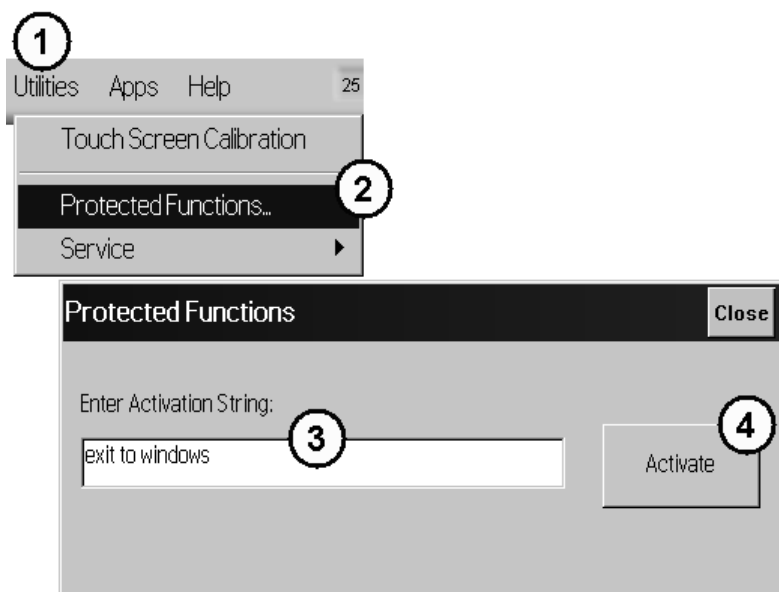 1
Utilities Apps Help 25
Touch Screen Calibration
2
Protected Functions...
Service
Protected Functions Close
Enter Activation String:
3
4
exit to windows
Activate